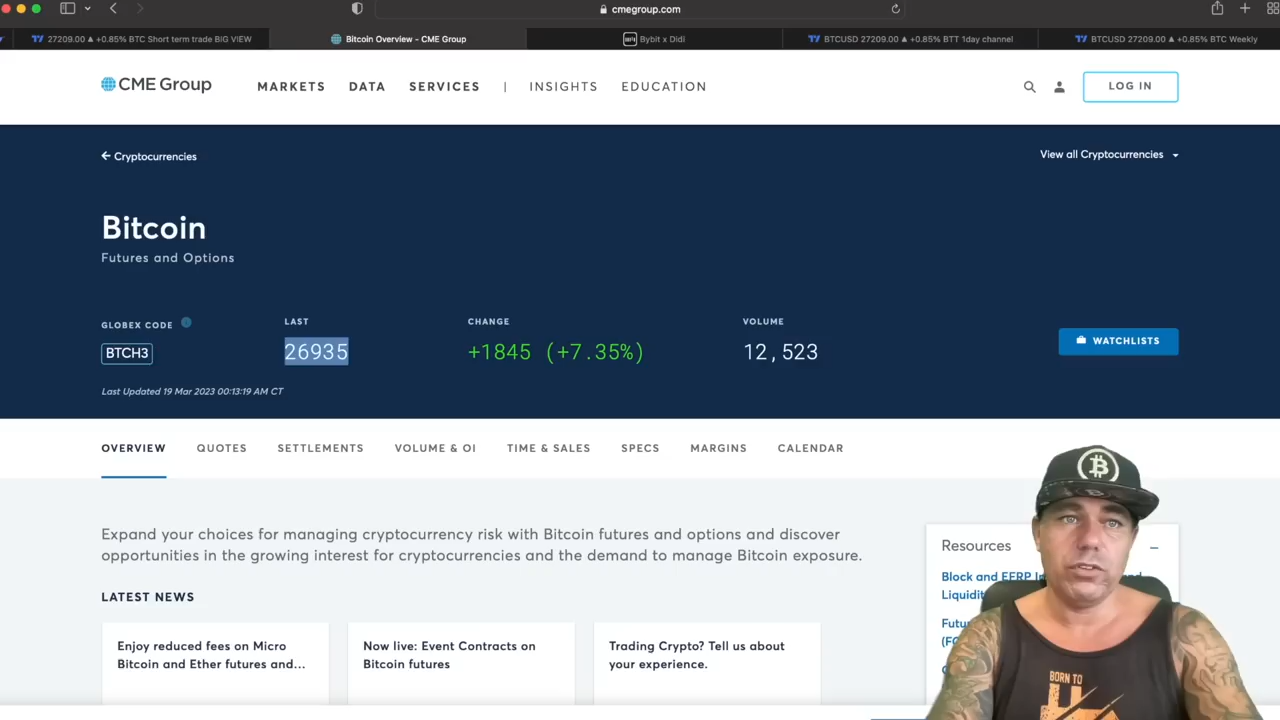 cmegroup.com
27209.00 ▲ +0.85% BTC Short term trade BIG VIEW
Bitcoin Overview - CME Group
Bybit x Didi
BTCUSD 27209.00 ▲ +0.85% BTT 1day channel
BTCUSD 27209.00 ▲ +0.85% BTC Weekly
CME Group
MARKETS DATA SERVICES | INSIGHTS EDUCATION
LOG IN
Cryptocurrencies
View all Cryptocurrencies
Bitcoin
Futures and Options
GLOBEX CODE LAST CHANGE VOLUME
BTCH3 26935 +1845 (+7.35%) 12,523
WATCHLISTS
Last Updated 19 Mar 2023 00:13:19 AM CT
OVERVIEW QUOTES SETTLEMENTS VOLUME & OI TIME & SALES SPECS MARGINS CALENDAR
Expand your choices for managing cryptocurrency risk with Bitcoin futures and options and discover
opportunities in the growing interest for cryptocurrencies and the demand to manage Bitcoin exposure.
LATEST NEWS
Enjoy reduced fees on Micro
Bitcoin and Ether futures and...
Now live: Event Contracts on
Bitcoin futures
Trading Crypto? Tell us about
your experience.
Resources
Block and EFRP
BORN TO